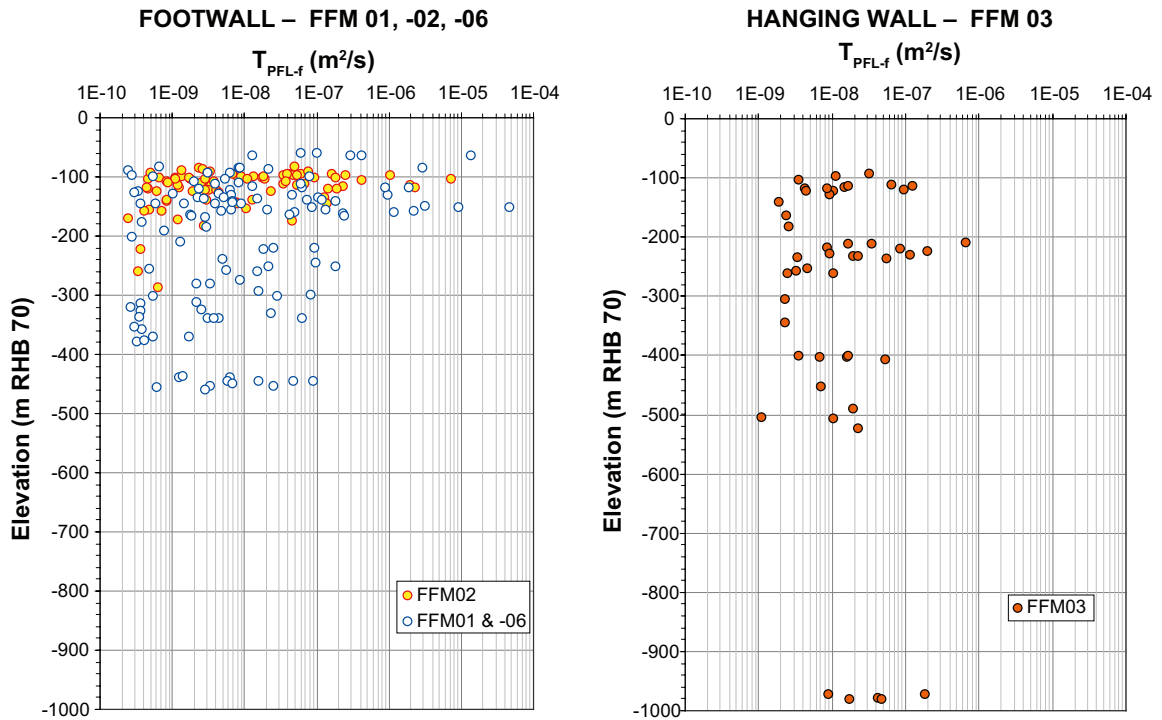 FOOTWALL – FFM 01, -02, -06
T_PFL-f (m²/s)
1E-10 1E-09 1E-08 1E-07 1E-06 1E-05 1E-04
Elevation (m RHB 70)
0
-100
-200
-300
-400
-500
-600
-700
-800
-900
-1000
FFM02
FFM01 & -06
HANGING WALL – FFM 03
T_PFL-f (m²/s)
1E-10 1E-09 1E-08 1E-07 1E-06 1E-05 1E-04
Elevation (m RHB 70)
0
-100
-200
-300
-400
-500
-600
-700
-800
-900
-1000
FFM03